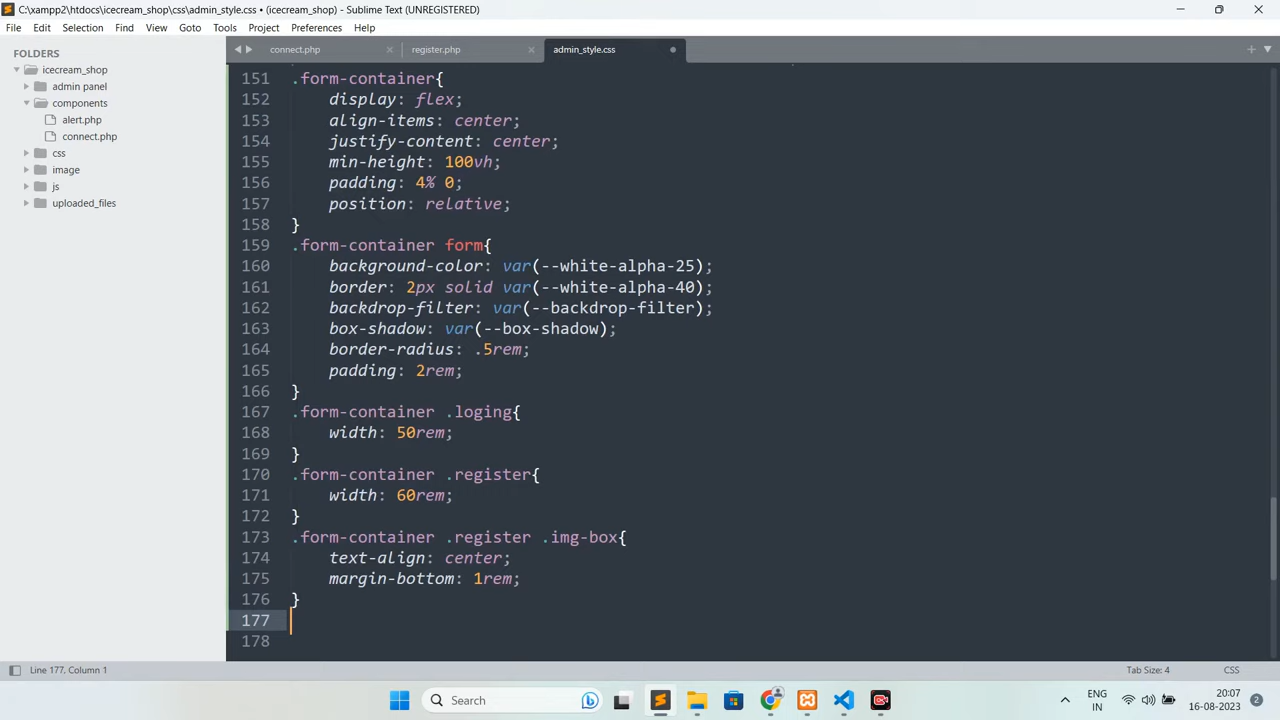 C:\xampp2\htdocs\icecream_shop\css\admin_style.css • (icecream_shop) - Sublime Text (UNREGISTERED)
File Edit Selection Find View Goto Tools Project Preferences Help
FOLDERS
icecream_shop
admin panel
components
alert.php
connect.php
css
image
js
uploaded_files
connect.php register.php admin_style.css
151 .form-container{
152 display: flex;
153 align-items: center;
154 justify-content: center;
155 min-height: 100vh;
156 padding: 4% 0;
157 position: relative;
158 }
159 .form-container form{
160 background-color: var(--white-alpha-25);
161 border: 2px solid var(--white-alpha-40);
162 backdrop-filter: var(--backdrop-filter);
163 box-shadow: var(--box-shadow);
164 border-radius: .5rem;
165 padding: 2rem;
166 }
167 .form-container .loging{
168 width: 50rem;
169 }
170 .form-container .register{
171 width: 60rem;
172 }
173 .form-container .register .img-box{
174 text-align: center;
175 margin-bottom: 1rem;
176 }
177
178
Line 177, Column 1 Tab Size: 4 CSS
Search
ENG
IN
20:07
16-08-2023
2